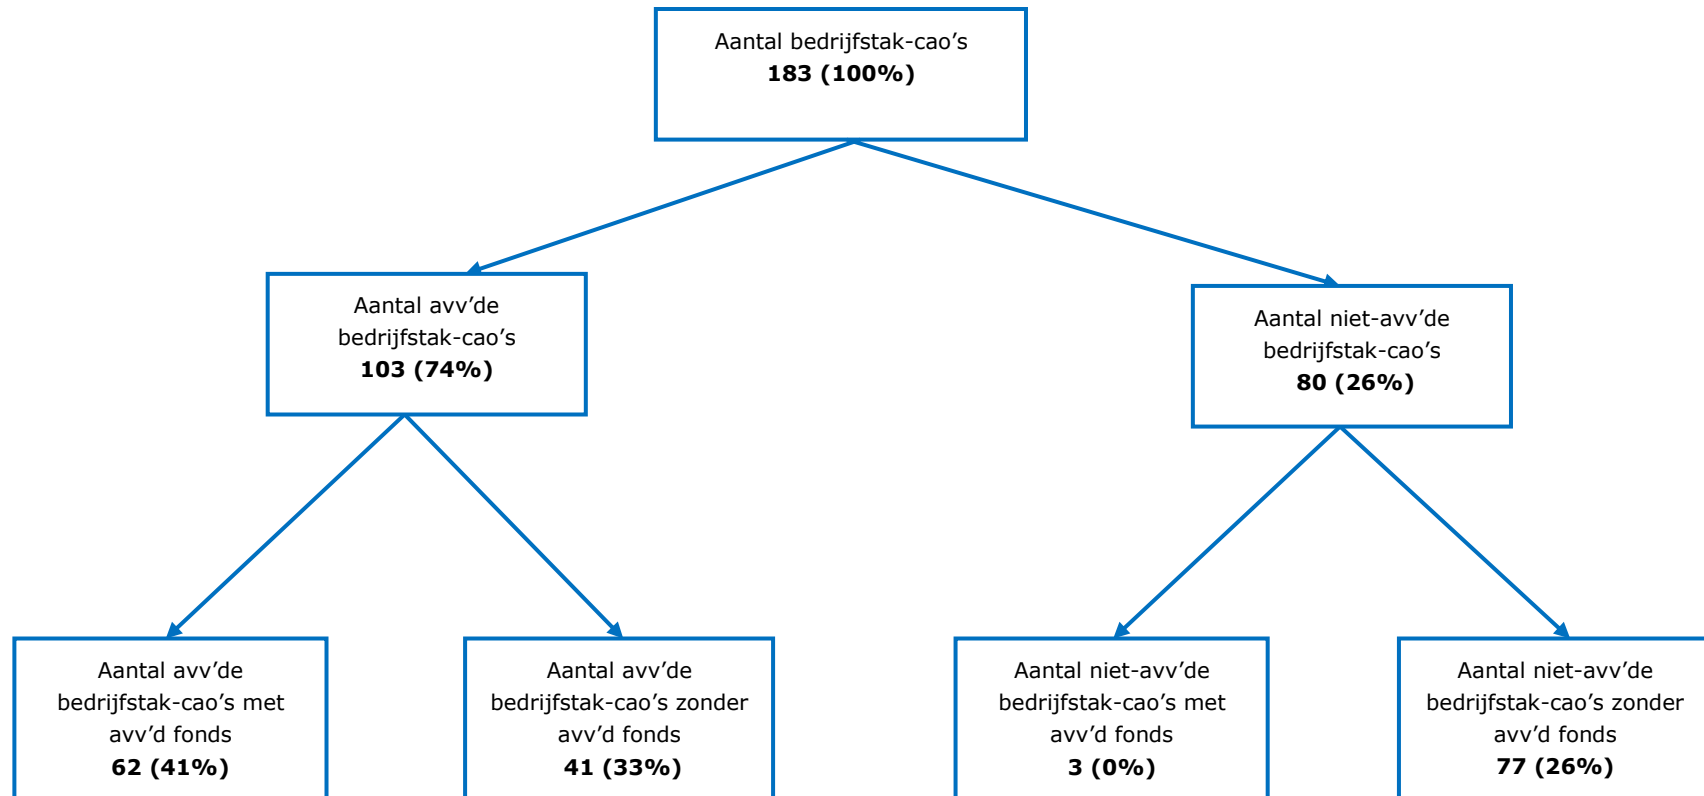 Aantal bedrijfstak-cao’s
183 (100%)
Aantal avv’de
bedrijfstak-cao’s
103 (74%)
Aantal niet-avv’de
bedrijfstak-cao’s
80 (26%)
Aantal avv’de
bedrijfstak-cao’s met
avv’d fonds
62 (41%)
Aantal avv’de
bedrijfstak-cao’s zonder
avv’d fonds
41 (33%)
Aantal niet-avv’de
bedrijfstak-cao’s met
avv’d fonds
3 (0%)
Aantal niet-avv’de
bedrijfstak-cao’s zonder
avv’d fonds
77 (26%)